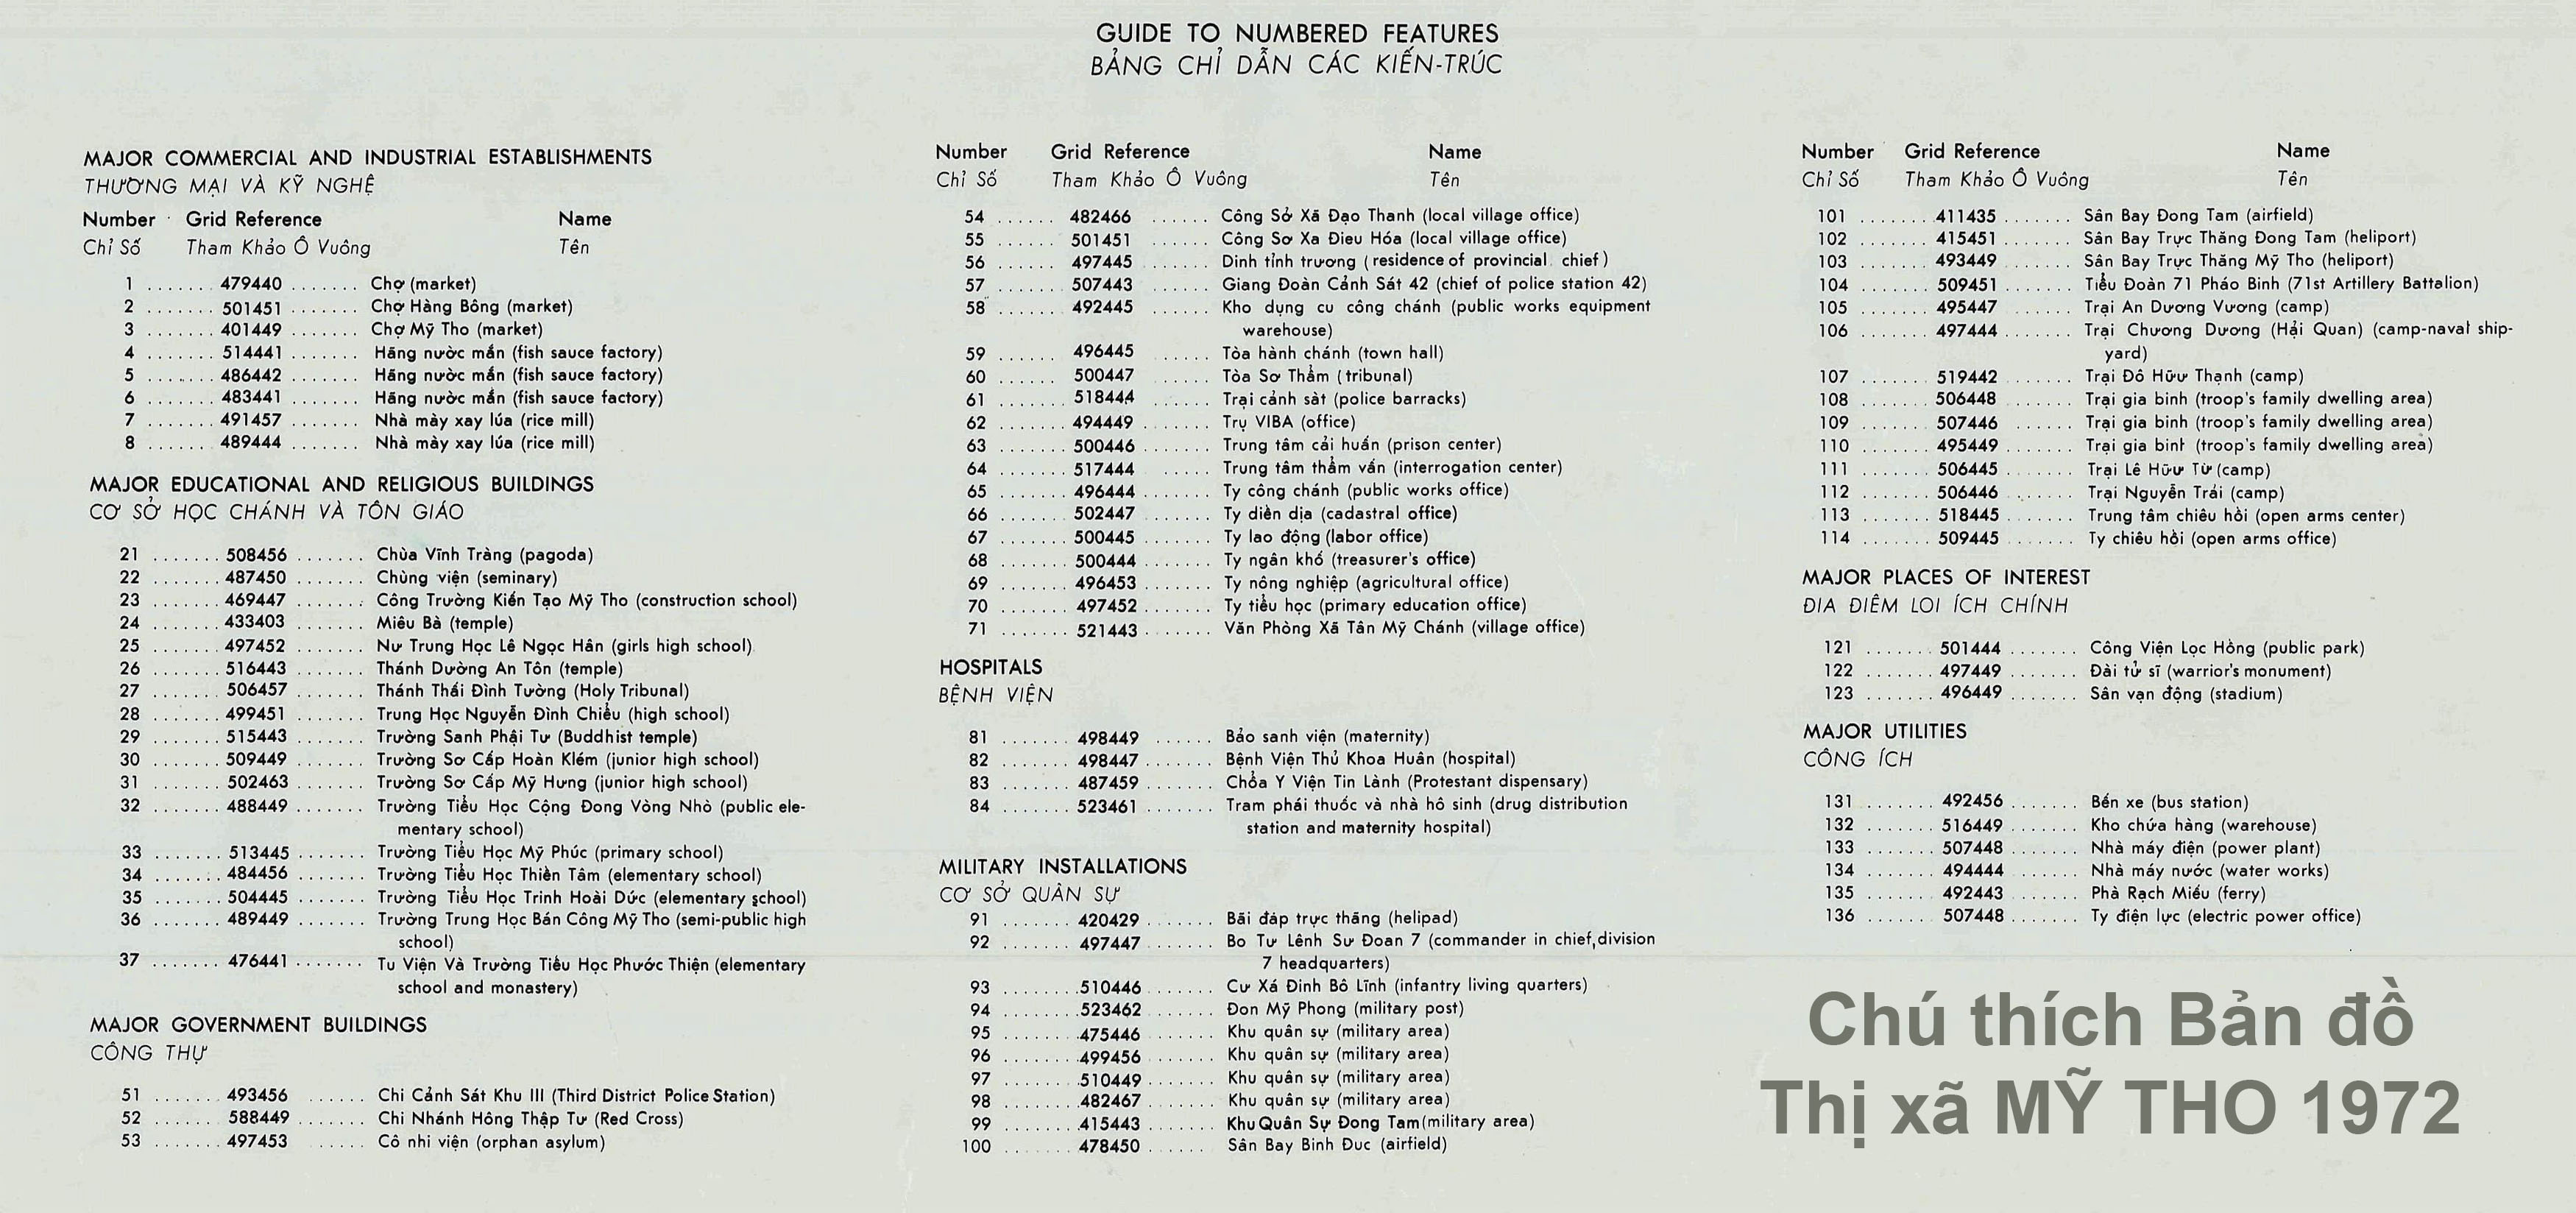 GUIDE TO NUMBERED FEATURES
BẢNG CHỈ DẪN CÁC KIẾN-TRÚC
MAJOR COMMERCIAL AND INDUSTRIAL ESTABLISHMENTS
THƯƠNG MẠI VÀ KỸ NGHỆ
Number Grid Reference Name
Chỉ Số Tham Khảo Ô Vuông Tên
1 ....... 479440 ....... Chợ (market)
2 ....... 501451 ....... Chợ Hàng Bông (market)
3 ....... 401449 ....... Chợ Mỹ Tho (market)
4 ....... 514441 ....... Hãng nước mắn (fish sauce factory)
5 ....... 486442 ....... Hãng nước mắn (fish sauce factory)
6 ....... 483441 ....... Hãng nước mắn (fish sauce factory)
7 ....... 491457 ....... Nhà mày xay lúa (rice mill)
8 ....... 489444 ....... Nhà mày xay lúa (rice mill)
MAJOR EDUCATIONAL AND RELIGIOUS BUILDINGS
CƠ SỞ HỌC CHÁNH VÀ TÔN GIÁO
21 ....... 508456 ....... Chùa Vĩnh Tràng (pagoda)
22 ....... 487450 ....... Chùng viện (seminary)
23 ....... 469447 ....... Công Trường Kiến Tạo Mỹ Tho (construction school)
24 ....... 433403 ....... Miêu Bà (temple)
25 ....... 497452 ....... Nư Trung Học Lê Ngọc Hân (girls high school)
26 ....... 516443 ....... Thánh Dường An Tôn (temple)
27 ....... 506457 ....... Thánh Thái Đình Tường (Holy Tribunal)
28 ....... 499451 ....... Trung Học Nguyễn Đình Chiểu (high school)
29 ....... 515443 ....... Trường Sanh Phậi Tư (Buddhist temple)
30 ....... 509449 ....... Trường Sơ Cấp Hoàn Klém (junior high school)
31 ....... 502463 ....... Trường Sơ Cấp Mỹ Hưng (junior high school)
32 ....... 488449 ....... Trường Tiểu Học Cộng Đong Vòng Nhỏ (public ele-
mentary school)
33 ....... 513445 ....... Trường Tiểu Học Mỹ Phúc (primary school)
34 ....... 484456 ....... Trường Tiểu Học Thiền Tâm (elementary school)
35 ....... 504445 ....... Trường Tiểu Học Trinh Hoài Dức (elementary school)
36 ....... 489449 ....... Trường Trung Học Bán Công Mỹ Tho (semi-public high
school)
37 ....... 476441 ....... Tu Viện Và Trường Tiểu Học Phước Thiện (elementary
school and monastery)
MAJOR GOVERNMENT BUILDINGS
CÔNG THỰ
51 ....... 493456 ...... Chi Cảnh Sát Khu III (Third District Police Station)
52 ....... 588449 ....... Chi Nhánh Hông Thập Tư (Red Cross)
53 ....... 497453 ...... Cô nhi viện (orphan asylum)
Number Grid Reference Name
Chỉ Số Tham Khảo Ô Vuông Tên
54 ...... 482466 ...... Công Sở Xã Đạo Thanh (local village office)
55 ...... 501451 ...... Công Sơ Xa Đieu Hóa (local village office)
56 ...... 497445 ....... Dinh tỉnh trương (residence of provincial chief)
57 ...... 507443 ....... Giang Đoàn Cảnh Sát 42 (chief of police station 42)
58 ...... 492445 ....... Kho dụng cu công chánh (public works equipment
warehouse)
59 ...... 496445 ...... Tòa hành chánh (town hall)
60 ...... 500447 ...... Tòa Sơ Thẩm (tribunal)
61 ...... 518444 ...... Trại cảnh sàt (police barracks)
62 ...... 494449 ...... Trụ VIBA (office)
63 ...... 500446 ....... Trung tâm cải huấn (prison center)
64 ...... 517444 ...... Trung tâm thẩm vấn (interrogation center)
65 ...... 496444 ....... Ty công chánh (public works office)
66 ...... 502447 ...... Ty diền dịa (cadastral office)
67 ...... 500445 ....... Ty lao động (labor office)
68 ...... 500444 ....... Ty ngân khố (treasurer's office)
69 ...... 496453 ....... Ty nông nghiệp (agricultural office)
70 ...... 497452 ....... Ty tiểu học (primary education office)
71 ....... 521443 ....... Văn Phòng Xã Tân Mỹ Chánh (village office)
HOSPITALS
BỆNH VIỆN
81 ....... 498449 ...... Bảo sanh viện (maternity)
82 ....... 498447 ....... Bệnh Viện Thủ Khoa Huân (hospital)
83 ....... 487459 ....... Chổa Y Viện Tin Lành (Protestant dispensary)
84 ....... 523461 ....... Tram phái thuốc và nhà hô sinh (drug distribution
station and maternity hospital)
MILITARY INSTALLATIONS
CƠ SỞ QUÂN SỰ
91 ....... 420429 ....... Bãi đáp trực thăng (helipad)
92 ....... 497447 ....... Bo Tư Lênh Sư Đoan 7 (commander in chief, division
7 headquarters)
93 ....... 510446 ....... Cư Xá Đinh Bô Lĩnh (infantry living quarters)
94 ....... 523462 ....... Đon Mỹ Phong (military post)
95 ....... 475446 ....... Khu quân sự (military area)
96 ....... 499456 ....... Khu quân sự (military area)
97 ....... 510449 ....... Khu quân sự (military area)
98 ....... 482467 ....... Khu quân sự (military area)
99 ....... 415443 ....... Khu Quân Sự Đong Tam (military area)
100 ....... 478450 ...... Sân Bay Binh Đuc (airfield)
Number Grid Reference Name
Chỉ Số Tham Khảo Ô Vuông Tên
101 ....... 411435 ....... Sân Bay Đong Tam (airfield)
102 ....... 415451 ....... Sân Bay Trực Thăng Đong Tam (heliport)
103 ....... 493449 ....... Sân Bay Trực Thăng Mỹ Tho (heliport)
104 ....... 509451 ....... Tiểu Đoàn 71 Pháo Binh (71st Artillery Battalion)
105 ....... 495447 ....... Trại An Dương Vương (camp)
106 ....... 497444 ....... Trại Chương Dương (Hải Quan) (camp-naval ship-
yard)
107 ....... 519442 ....... Trại Đô Hữu Thạnh (camp)
108 ....... 506448 ....... Trại gia binh (troop's family dwelling area)
109 ....... 507446 ...... Trại gia binh (troop's family dwelling area)
110 ....... 495449 ....... Trại gia binh (troop's family dwelling area)
111 ....... 506445 ...... Trại Lê Hữu Từ (camp)
112 ....... 506446 ....... Trại Nguyễn Trái (camp)
113 ....... 518445 ....... Trung tâm chiêu hồi (open arms center)
114 ....... 509445 ....... Ty chiêu hồi (open arms office)
MAJOR PLACES OF INTEREST
ĐIA ĐIÊM LOI ÍCH CHÍNH
121 ....... 501444 ....... Công Viện Lọc Hồng (public park)
122 ....... 497449 ....... Đài tử sĩ (warrior's monument)
123 ....... 496449 ....... Sân vạn động (stadium)
MAJOR UTILITIES
CÔNG ÍCH
131 ....... 492456 ....... Bến xe (bus station)
132 ....... 516449 ....... Kho chứa hàng (warehouse)
133 ....... 507448 ....... Nhà máy điện (power plant)
134 ....... 494444 ....... Nhà máy nước (water works)
135 ....... 492443 ....... Phà Rạch Miếu (ferry)
136 ....... 507448 ....... Ty điện lực (electric power office)
Chú thích Bản đồ
Thị xã MỸ THO 1972